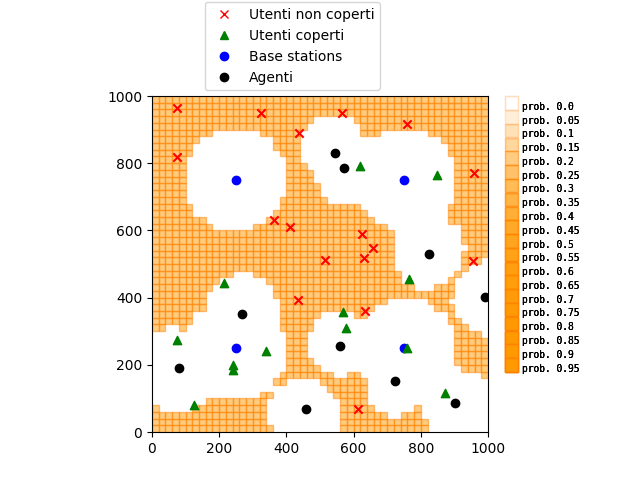 Utenti non coperti
Utenti coperti
Base stations
Agenti
1000
800
600
400
200
0
0 200 400 600 800 1000
prob. 0.0
prob. 0.05
prob. 0.1
prob. 0.15
prob. 0.2
prob. 0.25
prob. 0.3
prob. 0.35
prob. 0.4
prob. 0.45
prob. 0.5
prob. 0.55
prob. 0.6
prob. 0.65
prob. 0.7
prob. 0.75
prob. 0.8
prob. 0.85
prob. 0.9
prob. 0.95